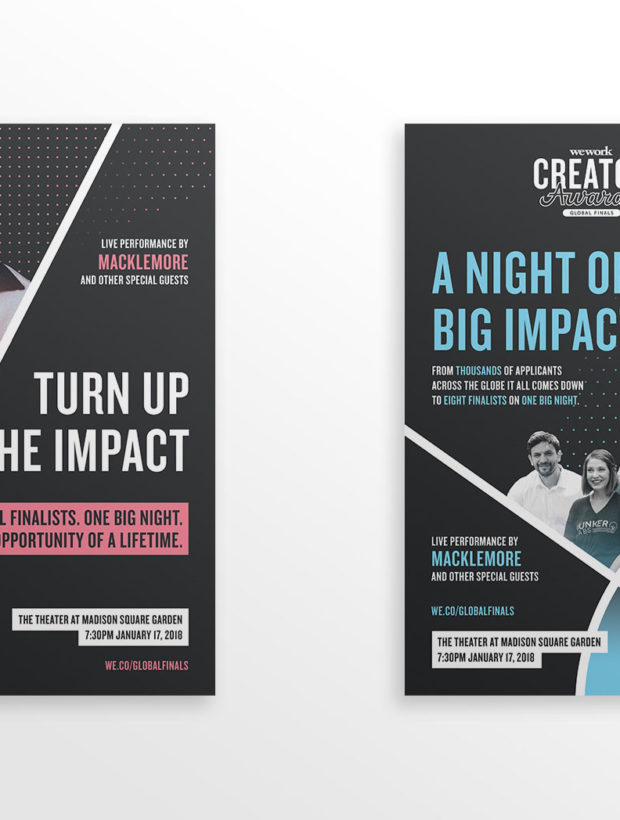 LIVE PERFORMANCE BY
MACKLEMORE
AND OTHER SPECIAL GUESTS
TURN UP
HE IMPACT
L FINALISTS. ONE BIG NIGHT.
OPPORTUNITY OF A LIFETIME.
THE THEATER AT MADISON SQUARE GARDEN
7:30PM JANUARY 17, 2018
WE.CO/GLOBALFINALS
wework
CREATO
Award
GLOBAL FINALS
A NIGHT O
BIG IMPAC
FROM THOUSANDS OF APPLICANTS
ACROSS THE GLOBE IT ALL COMES DOWN
TO EIGHT FINALISTS ON ONE BIG NIGHT.
UNKER
LABS
LIVE PERFORMANCE BY
MACKLEMORE
AND OTHER SPECIAL GUESTS
WE.CO/GLOBALFINALS
THE THEATER AT MADISON SQUARE GARDEN
7:30PM JANUARY 17, 2018